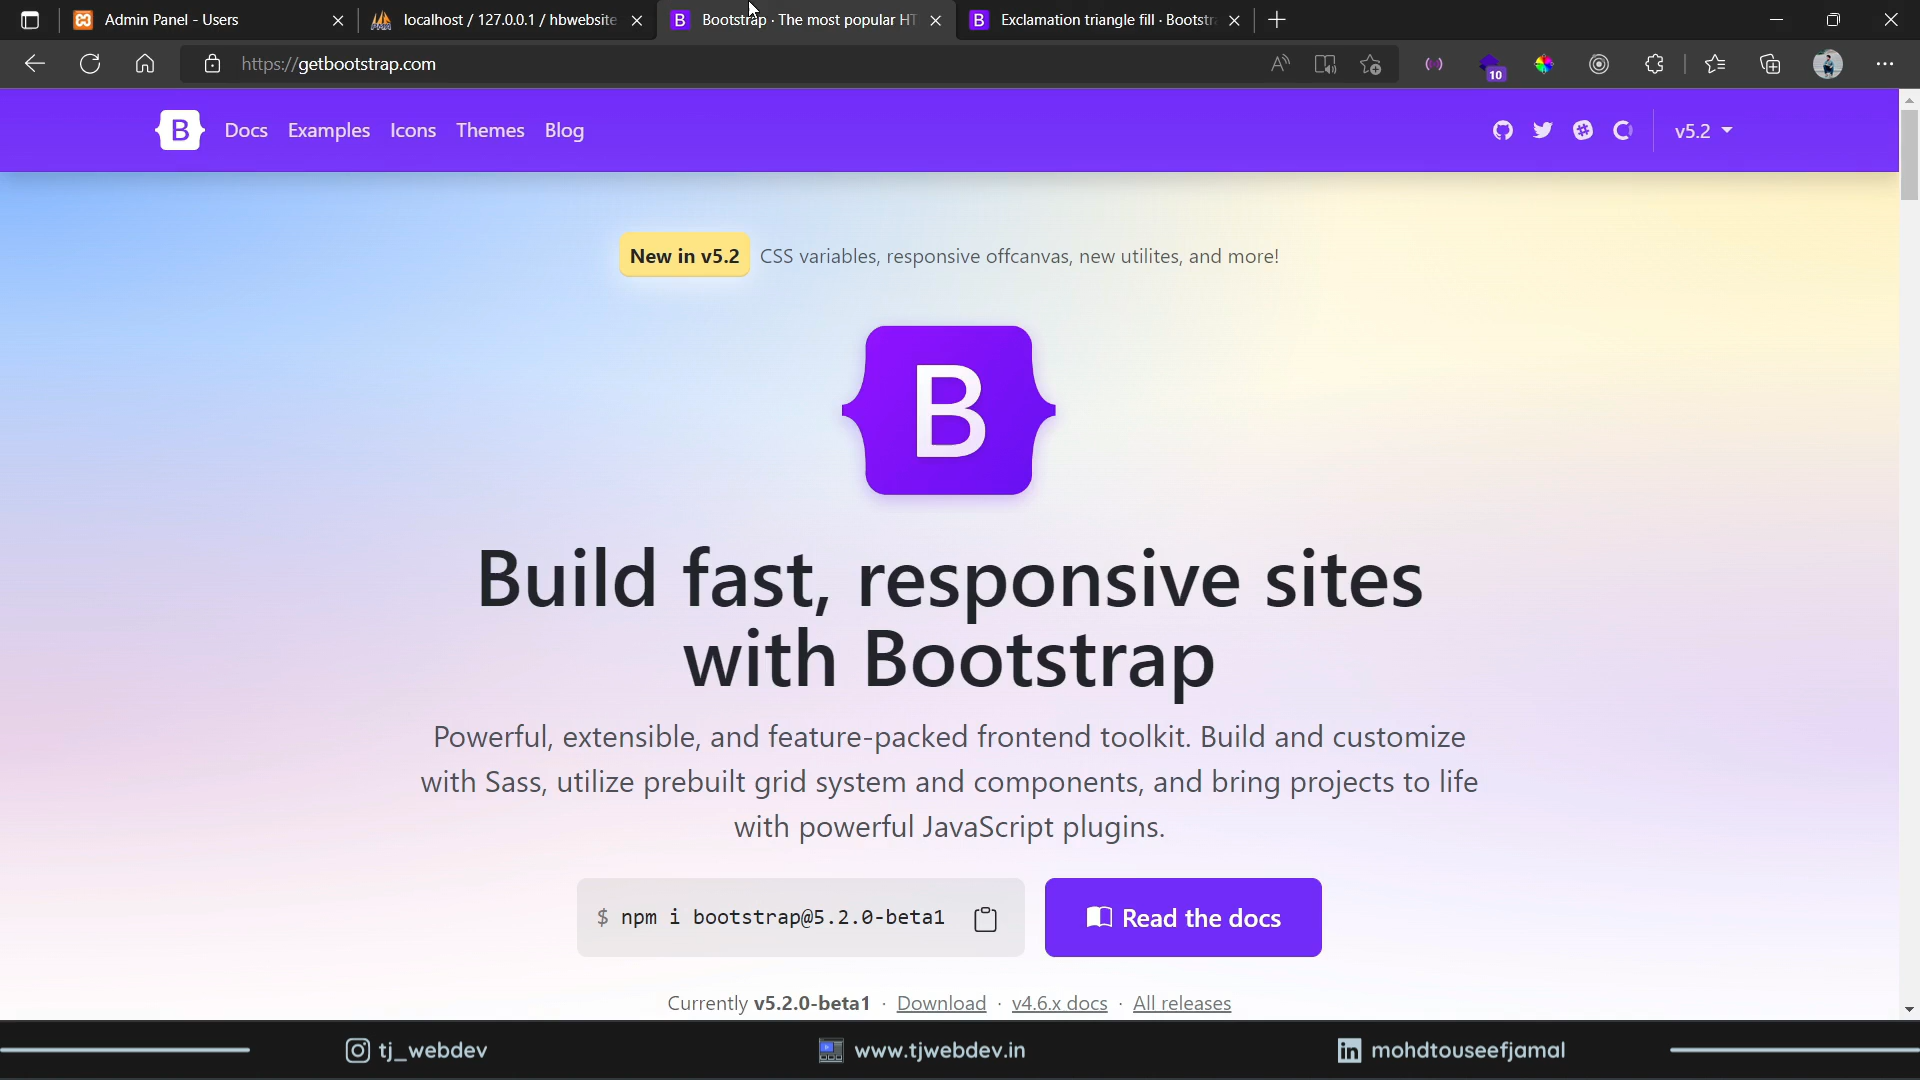 Admin Panel - Users
localhost / 127.0.0.1 / hbwebsite
B Bootstrap · The most popular HT
B Exclamation triangle fill · Bootstr
https://getbootstrap.com
10
B Docs Examples Icons Themes Blog
v5.2
New in v5.2 CSS variables, responsive offcanvas, new utilites, and more!
B
Build fast, responsive sites
with Bootstrap
Powerful, extensible, and feature-packed frontend toolkit. Build and customize
with Sass, utilize prebuilt grid system and components, and bring projects to life
with powerful JavaScript plugins.
$ npm i bootstrap@5.2.0-beta1
Read the docs
Currently v5.2.0-beta1 · Download · v4.6.x docs · All releases
tj_webdev
www.tjwebdev.in
in mohdtouseefjamal